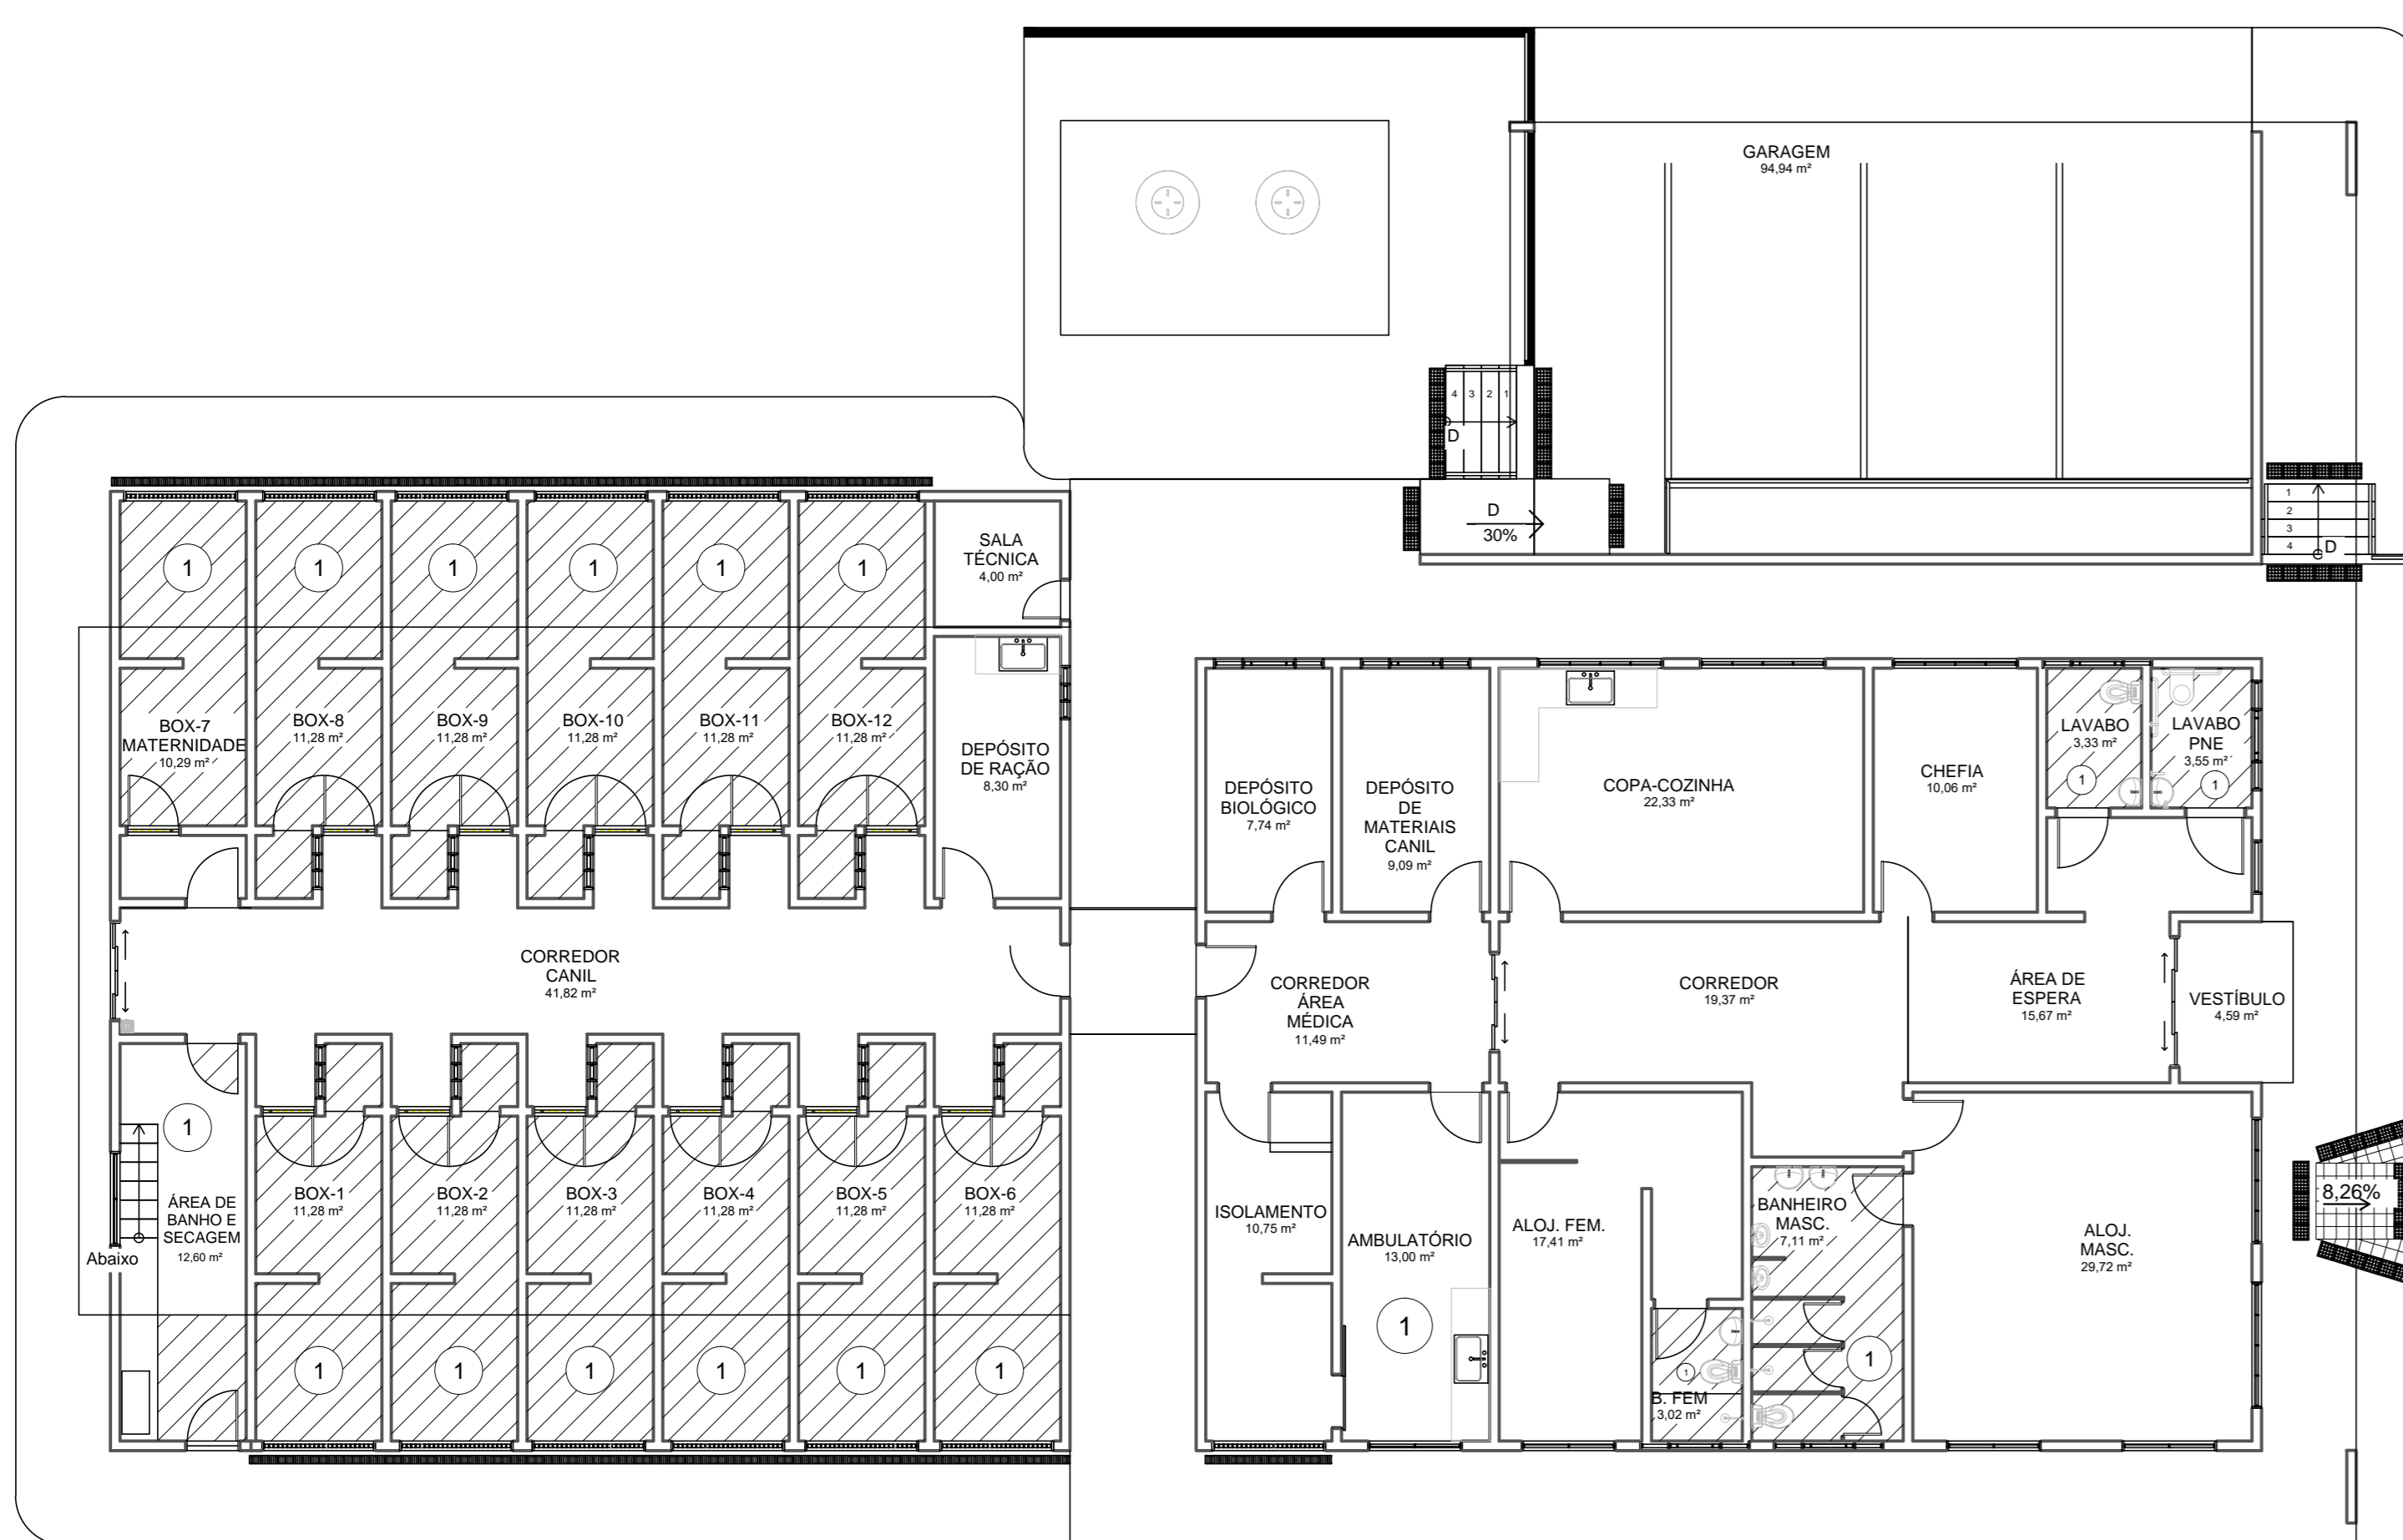 GARAGEM
94,94 m²
4 3 2 1
D
D
30%
1
2
3
4
D
SALA
TÉCNICA
4,00 m²
1
1
1
1
1
1
BOX-7
MATERNIDADE
10,29 m²
BOX-8
11,28 m²
BOX-9
11,28 m²
BOX-10
11,28 m²
BOX-11
11,28 m²
BOX-12
11,28 m²
DEPÓSITO
DE RAÇÃO
8,30 m²
DEPÓSITO
BIOLÓGICO
7,74 m²
DEPÓSITO
DE
MATERIAIS
CANIL
9,09 m²
COPA-COZINHA
22,33 m²
CHEFIA
10,06 m²
LAVABO
3,33 m²
1
LAVABO
PNE
3,55 m²
1
CORREDOR
CANIL
41,82 m²
CORREDOR
ÁREA
MÉDICA
11,49 m²
CORREDOR
19,37 m²
ÁREA DE
ESPERA
15,67 m²
VESTÍBULO
4,59 m²
1
ÁREA DE
BANHO E
SECAGEM
12,60 m²
Abaixo
BOX-1
11,28 m²
BOX-2
11,28 m²
BOX-3
11,28 m²
BOX-4
11,28 m²
BOX-5
11,28 m²
BOX-6
11,28 m²
1
1
1
1
1
1
ISOLAMENTO
10,75 m²
AMBULATÓRIO
13,00 m²
1
ALOJ. FEM.
17,41 m²
BANHEIRO
MASC.
7,11 m²
1
1
B. FEM
3,02 m²
ALOJ.
MASC.
29,72 m²
8,26%